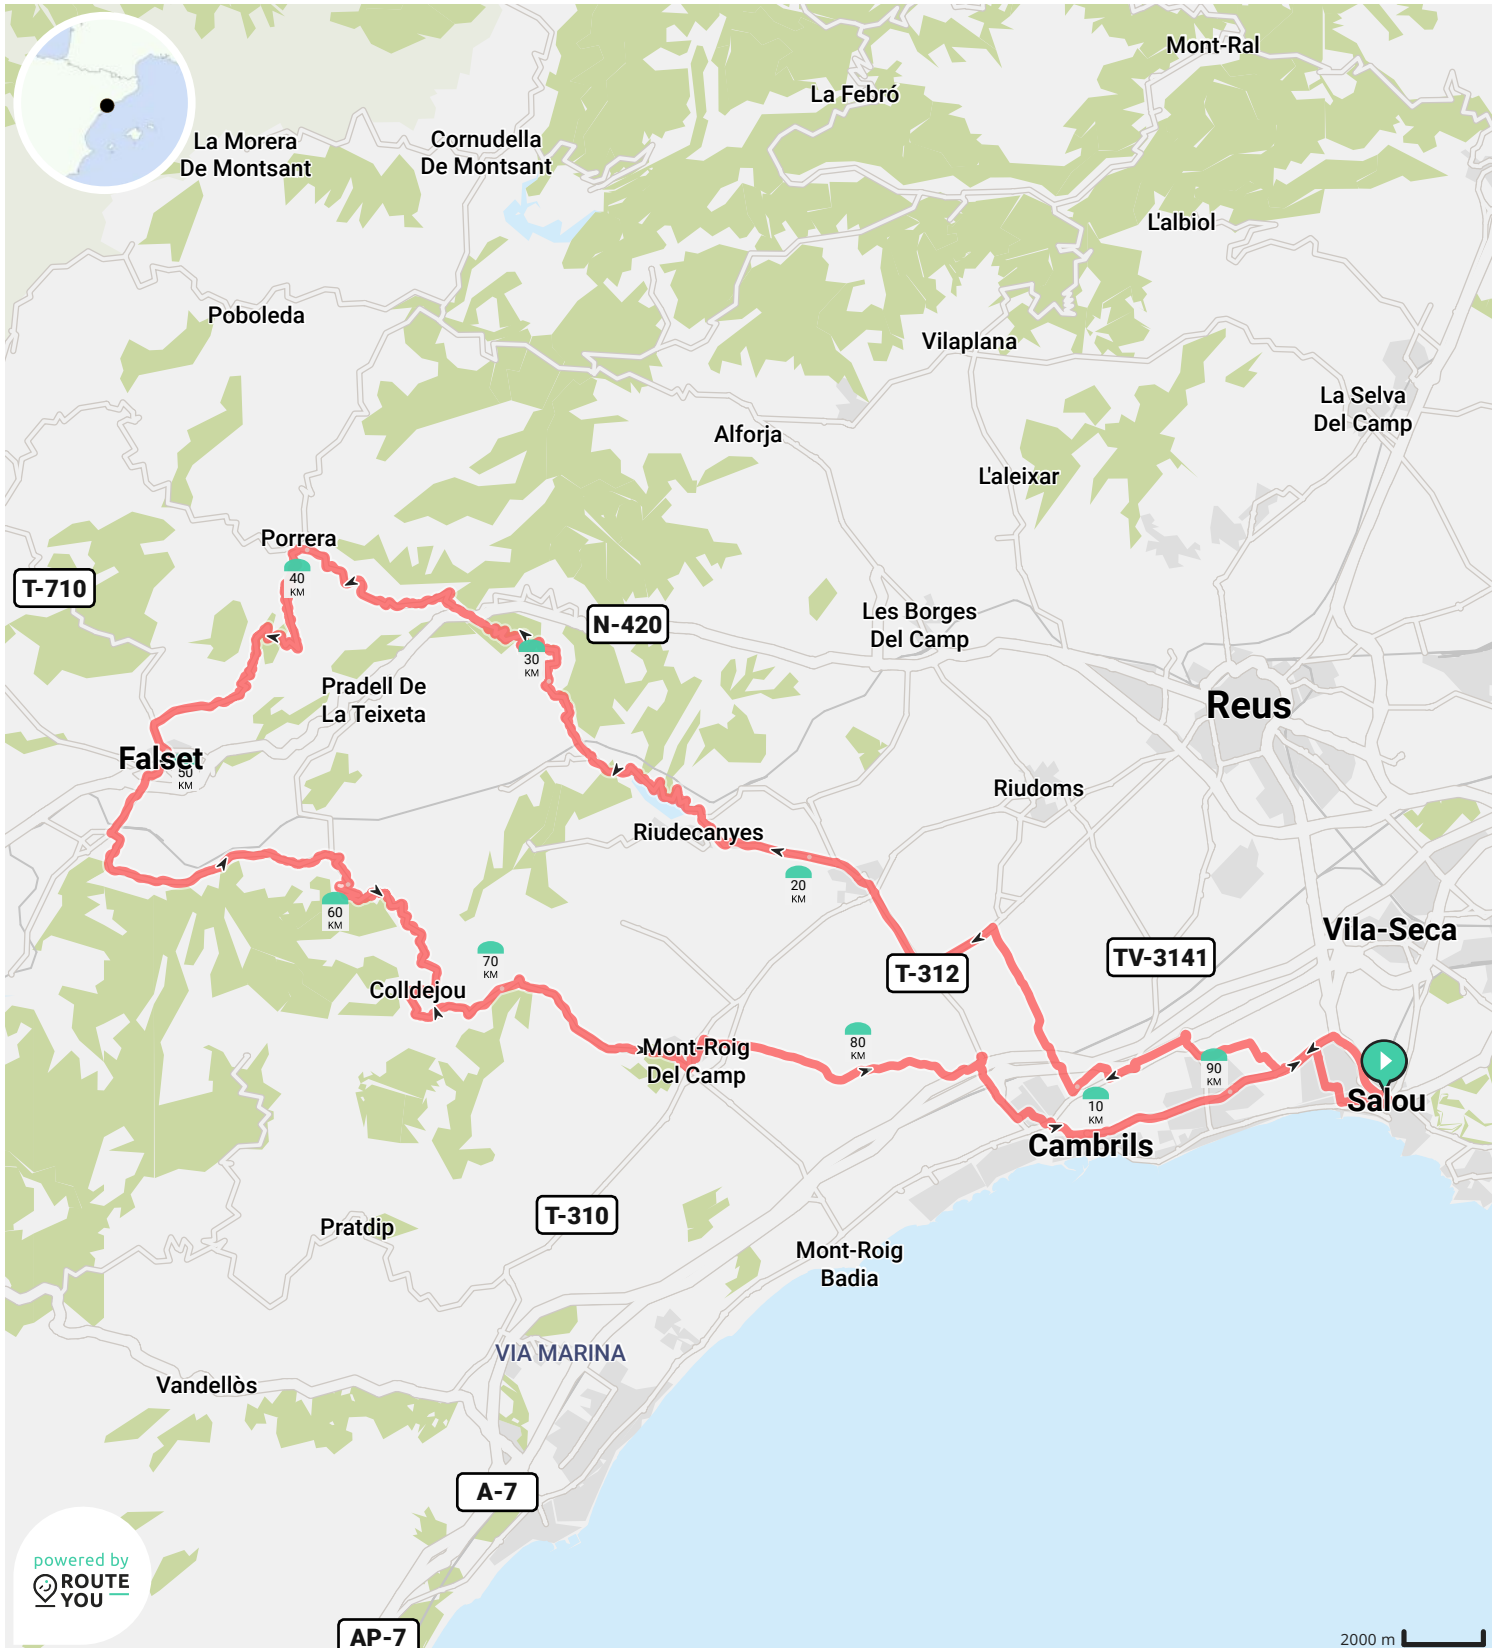 Mont-Ral
La Febró
La Morera
De Montsant
Cornudella
De Montsant
L'albiol
Poboleda
Vilaplana
La Selva
Del Camp
Alforja
L'aleixar
Porrera
40
KM
T-710
N-420
Les Borges
Del Camp
30
KM
Pradell De
La Teixeta
Reus
Falset
50
KM
Riudoms
Riudecanyes
20
KM
60
KM
Vila-Seca
TV-3141
T-312
70
KM
Colldejou
80
KM
Mont-Roig
Del Camp
90
KM
10
KM
Salou
Cambrils
T-310
Pratdip
Mont-Roig
Badia
VIA MARINA
Vandellòs
A-7
powered by
ROUTE
YOU
AP-7
2000 m